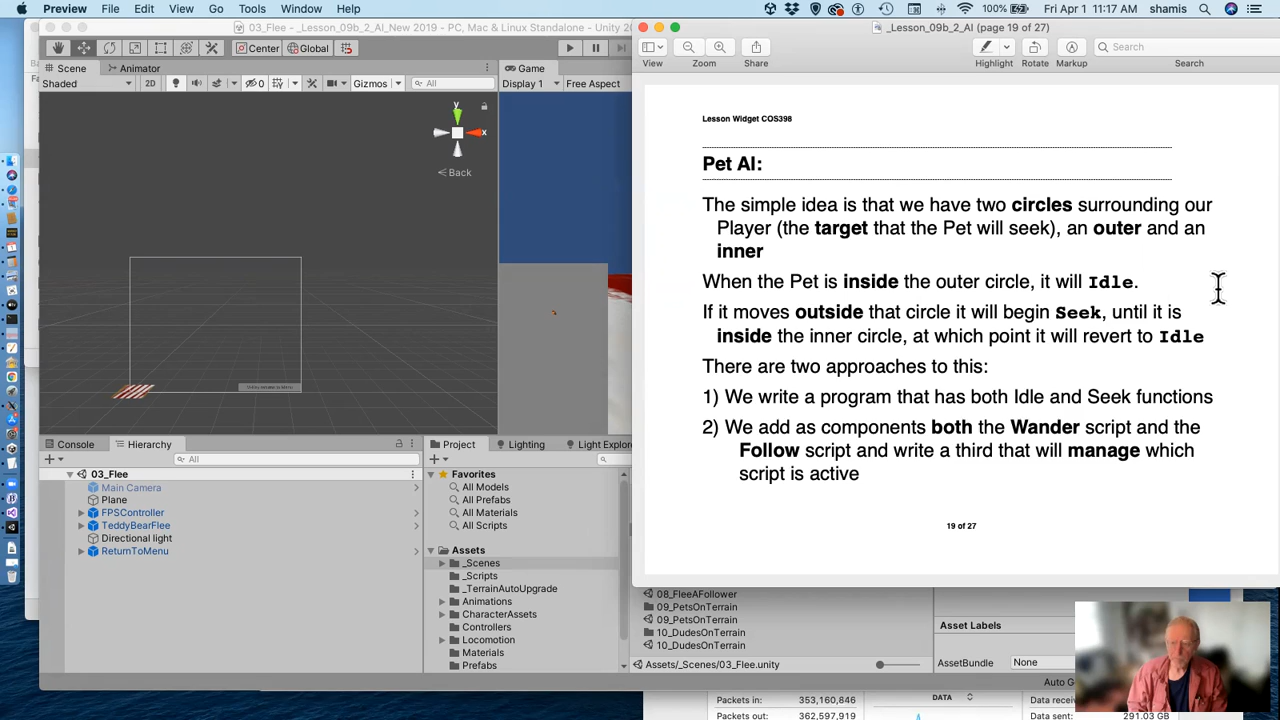 Preview File Edit View Go Tools Window Help 100% Fri Apr 1 11:17 AM shamis
03_Flee - _Lesson_09b_2_AI_New 2019 - PC, Mac & Linux Standalone - Unity 20
Center Global
Scene Animator
Shaded 2D 0 Gizmos All
y
x
Back
Game
Display 1 Free Aspect
Console Hierarchy
All
03_Flee
Main Camera
Plane
FPSController
TeddyBearFlee
Directional light
ReturnToMenu
Project Lighting Light Explore
Favorites
All Models
All Prefabs
All Materials
All Scripts
Assets
_Scenes
_Scripts
_TerrainAutoUpgrade
Animations
CharacterAssets
Controllers
Locomotion
Materials
Prefabs
_Lesson_09b_2_AI (page 19 of 27)
Search
View Zoom Share Highlight Rotate Markup Search
Lesson Widget COS398
Pet AI:
The simple idea is that we have two circles surrounding our
Player (the target that the Pet will seek), an outer and an
inner
When the Pet is inside the outer circle, it will Idle.
If it moves outside that circle it will begin Seek, until it is
inside the inner circle, at which point it will revert to Idle
There are two approaches to this:
1) We write a program that has both Idle and Seek functions
2) We add as components both the Wander script and the
Follow script and write a third that will manage which
script is active
19 of 27
08_FleeAFollower
09_PetsOnTerrain
09_PetsOnTerrain
10_DudesOnTerrain
10_DudesOnTerrain
Assets/_Scenes/03_Flee.unity
Asset Labels
AssetBundle None
Auto G
Packets in: 353,160,846 DATA Data receiv
Packets out: 362,597,919 Data sent: 291.03 GB